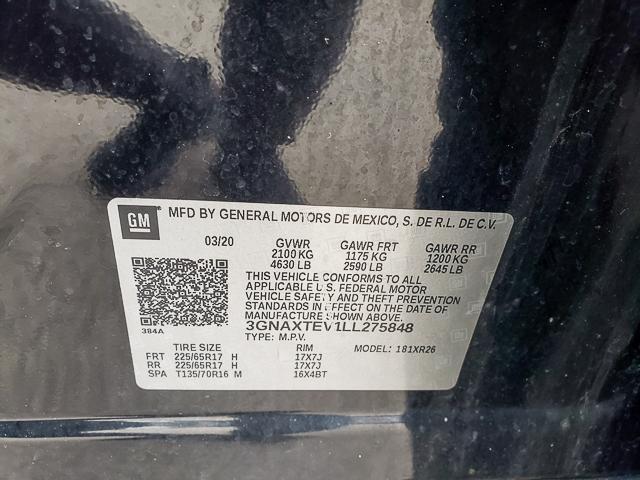 GM MFD BY GENERAL MOTORS DE MEXICO, S. DE R.L. DE C.V.
03/20 GVWR GAWR FRT GAWR RR
2100 KG 1175 KG 1200 KG
4630 LB 2590 LB 2645 LB
THIS VEHICLE CONFORMS TO ALL
APPLICABLE U.S. FEDERAL MOTOR
VEHICLE SAFETY AND THEFT PREVENTION
STANDARDS IN EFFECT ON THE DATE OF
MANUFACTURE SHOWN ABOVE.
384A
3GNAXTEV1LL275848
TYPE: M.P.V. MODEL: 181XR26
TIRE SIZE RIM
FRT 225/65R17 H 17X7J
RR 225/65R17 H 17X7J
SPA T135/70R16 M 16X4BT